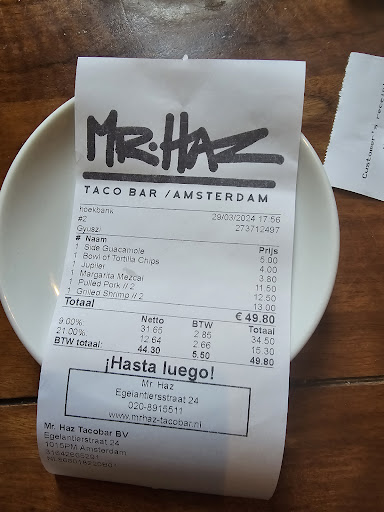 MR.HAZ
TACO BAR / AMSTERDAM
hoekbank 29/03/2024 17:56
#2 273712497
Gyuszi
# Naam Prijs
1 Side Guacamole 5.00
1 Bowl of Tortilla Chips 4.00
1 Jupiler 3.80
1 Margarita Mezcal 11.50
1 Pulled Pork // 2 12.50
1 Grilled Shrimp // 2 13.00
Totaal € 49.80
Netto BTW Totaal
9.00% 31.65 2.85 34.50
21.00% 12.64 2.66 15.30
BTW totaal: 44.30 5.50 49.80
¡Hasta luego!
Mr. Haz
Egelantiersstraat 24
020-8915511
www.mrhaz-tacobar.nl
Mr. Haz Tacobar BV
Egelantierstraat 24
1015PM Amsterdam
Customer's receipt